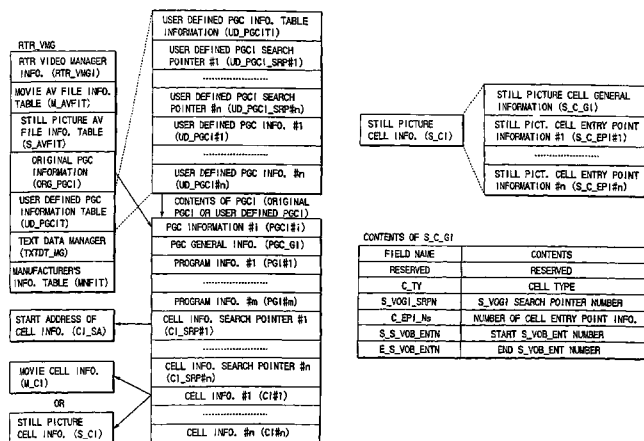 RTR_VMG
RTR VIDEO MANAGER
INFO. (RTR_VMGI)
MOVIE AV FILE INFO.
TABLE (M_AVFIT)
STILL PICTURE AV
FILE INFO. TABLE
(S_AVFIT)
ORIGINAL PGC
INFORMATION
(ORG_PGCI)
USER DEFINED PGC
INFORMATION TABLE
(UD_PGCIT)
TEXT DATA MANAGER
(TXTDT_MG)
MANUFACTURER'S
INFO. TABLE (MNFIT)
START ADDRESS OF
CELL INFO. (CI_SA)
MOVIE CELL INFO.
(M_CI)
OR
STILL PICTURE
CELL INFO. (S_CI)
USER DEFINED PGC INFO. TABLE
INFORMATION (UD_PGCITI)
USER DEFINED PGCI SEARCH
POINTER #1 (UD_PGCI_SRP#1)
USER DEFINED PGCI SEARCH
POINTER #n (UD_PGCI_SRP#n)
USER DEFINED PGC INFO. #1
(UD_PGCI#1)
USER DEFINED PGC INFO. #n
(UD_PGCI#n)
CONTENTS OF PGCI (ORIGINAL
PGCI OR USER DEFINED PGCI)
PGC INFORMATION #i (PGCI#i)
PGC GENERAL INFO. (PGC_GI)
PROGRAM INFO. #1 (PGI#1)
PROGRAM INFO. #m (PGI#m)
CELL INFO. SEARCH POINTER #1
(CI_SRP#1)
CELL INFO. SEARCH POINTER #n
(CI_SRP#n)
CELL INFO. #1 (CI#1)
CELL INFO. #n (CI#n)
STILL PICTURE
CELL INFO. (S_CI)
STILL PICTURE CELL GENERAL
INFORMATION (S_C_GI)
STILL PICT. CELL ENTRY POINT
INFORMATION #1 (S_C_EPI#1)
STILL PICT. CELL ENTRY POINT
INFORMATION #n (S_C_EPI#n)
CONTENTS OF S_C_GI
FIELD NAME CONTENTS
RESERVED RESERVED
C_TY CELL TYPE
S_VOGI_SRPN S_VOGI SEARCH POINTER NUMBER
C_EPI_Ns NUMBER OF CELL ENTRY POINT INFO.
S_S_VOB_ENTN START S_VOB_ENT NUMBER
E_S_VOB_ENTN END S_VOB_ENT NUMBER